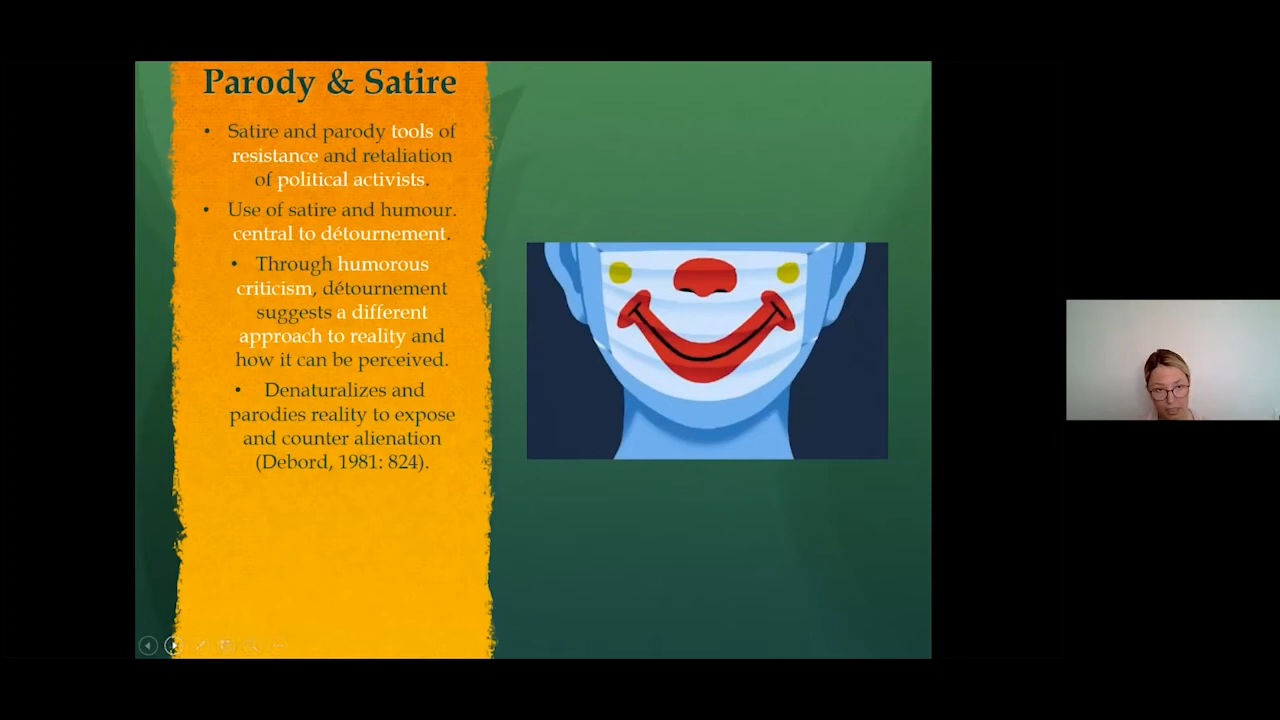 Parody & Satire
• Satire and parody tools of
resistance and retaliation
of political activists.
• Use of satire and humour.
central to détournement.
• Through humorous
criticism, détournement
suggests a different
approach to reality and
how it can be perceived.
• Denaturalizes and
parodies reality to expose
and counter alienation
(Debord, 1981: 824).